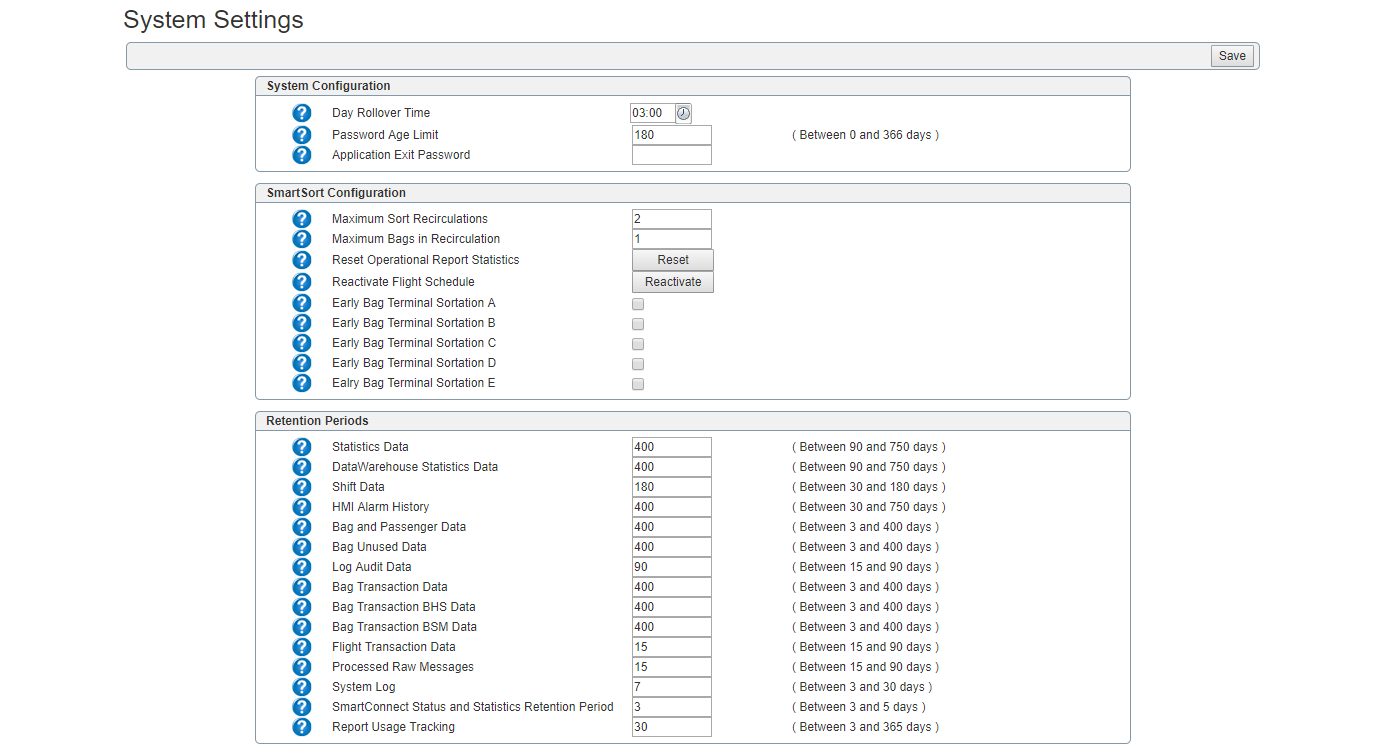 System Settings
Save
System Configuration
? Day Rollover Time 03:00
? Password Age Limit 180 ( Between 0 and 366 days )
? Application Exit Password
SmartSort Configuration
? Maximum Sort Recirculations 2
? Maximum Bags in Recirculation 1
? Reset Operational Report Statistics Reset
? Reactivate Flight Schedule Reactivate
? Early Bag Terminal Sortation A
? Early Bag Terminal Sortation B
? Early Bag Terminal Sortation C
? Early Bag Terminal Sortation D
? Ealry Bag Terminal Sortation E
Retention Periods
? Statistics Data 400 ( Between 90 and 750 days )
? DataWarehouse Statistics Data 400 ( Between 90 and 750 days )
? Shift Data 180 ( Between 30 and 180 days )
? HMI Alarm History 400 ( Between 30 and 750 days )
? Bag and Passenger Data 400 ( Between 3 and 400 days )
? Bag Unused Data 400 ( Between 3 and 400 days )
? Log Audit Data 90 ( Between 15 and 90 days )
? Bag Transaction Data 400 ( Between 3 and 400 days )
? Bag Transaction BHS Data 400 ( Between 3 and 400 days )
? Bag Transaction BSM Data 400 ( Between 3 and 400 days )
? Flight Transaction Data 15 ( Between 15 and 90 days )
? Processed Raw Messages 15 ( Between 15 and 90 days )
? System Log 7 ( Between 3 and 30 days )
? SmartConnect Status and Statistics Retention Period 3 ( Between 3 and 5 days )
? Report Usage Tracking 30 ( Between 3 and 365 days )